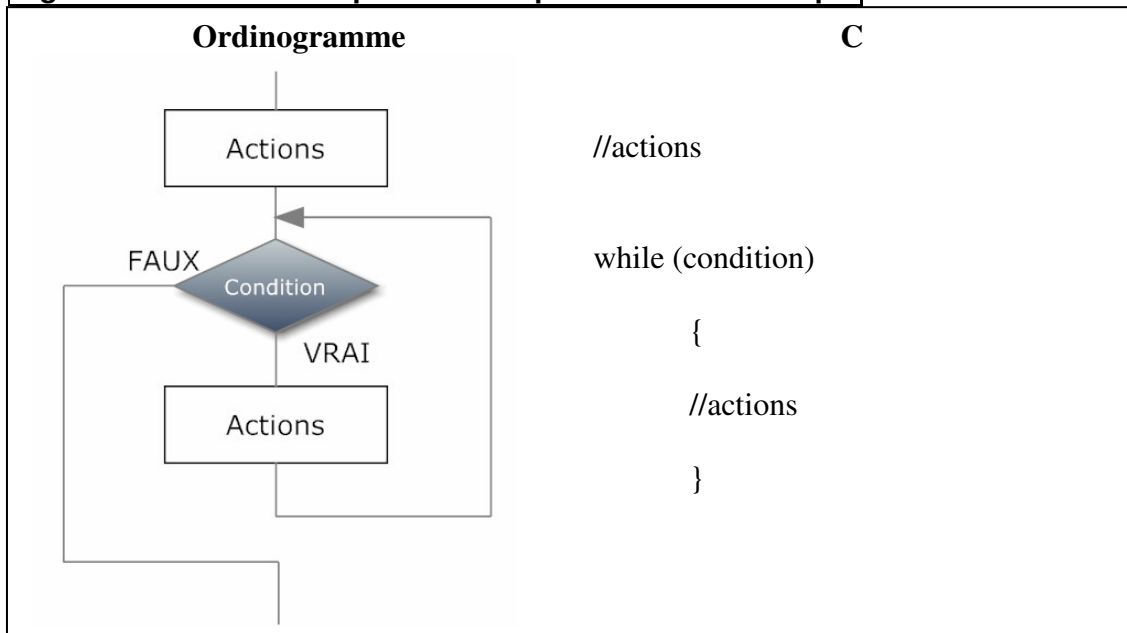 Ordinogramme
C
Actions
//actions
FAUX
Condition
while (condition)
{
VRAI
Actions
//actions
}